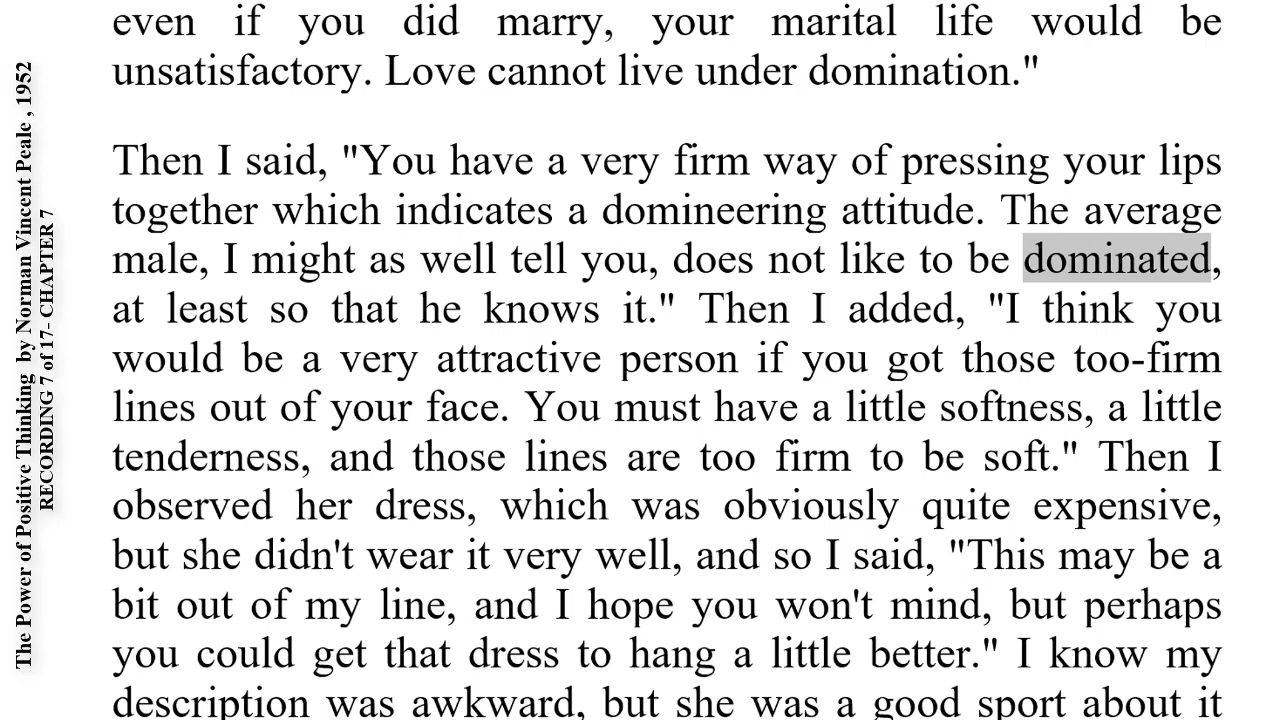 even if you did marry, your marital life would be
unsatisfactory. Love cannot live under domination."
Then I said, "You have a very firm way of pressing your lips
together which indicates a domineering attitude. The average
male, I might as well tell you, does not like to be dominated,
at least so that he knows it." Then I added, "I think you
would be a very attractive person if you got those too-firm
lines out of your face. You must have a little softness, a little
tenderness, and those lines are too firm to be soft." Then I
observed her dress, which was obviously quite expensive,
but she didn't wear it very well, and so I said, "This may be a
bit out of my line, and I hope you won't mind, but perhaps
you could get that dress to hang a little better." I know my
description was awkward, but she was a good sport about it
The Power of Positive Thinking by Norman Vincent Peale , 1952
RECORDING 7 of 17- CHAPTER 7